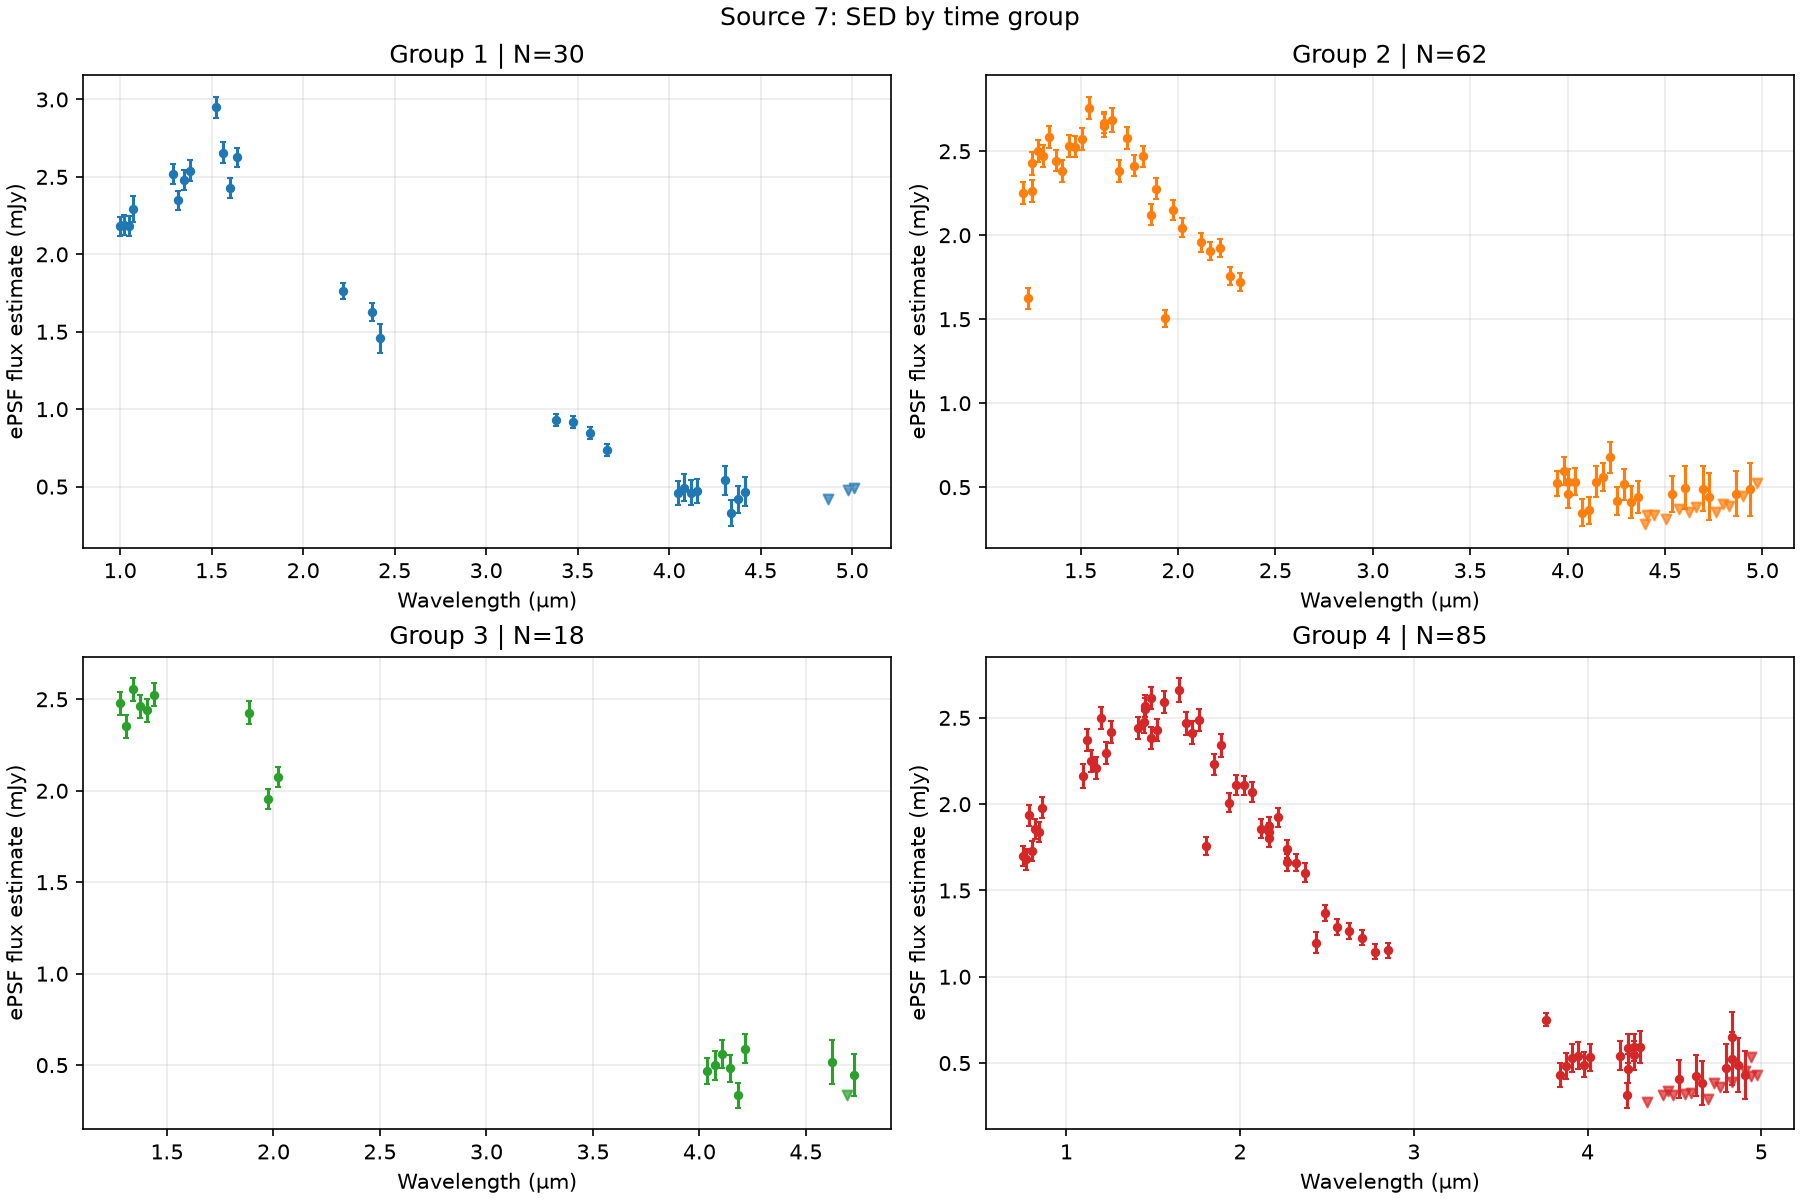 Source 7: SED by time group
Group 1 | N=30
ePSF flux estimate (mJy)
3.0
2.5
2.0
1.5
1.0
0.5
1.0 1.5 2.0 2.5 3.0 3.5 4.0 4.5 5.0
Wavelength (µm)
Group 2 | N=62
ePSF flux estimate (mJy)
2.5
2.0
1.5
1.0
0.5
1.5 2.0 2.5 3.0 3.5 4.0 4.5 5.0
Wavelength (µm)
Group 3 | N=18
ePSF flux estimate (mJy)
2.5
2.0
1.5
1.0
0.5
1.5 2.0 2.5 3.0 3.5 4.0 4.5
Wavelength (µm)
Group 4 | N=85
ePSF flux estimate (mJy)
2.5
2.0
1.5
1.0
0.5
1 2 3 4 5
Wavelength (µm)